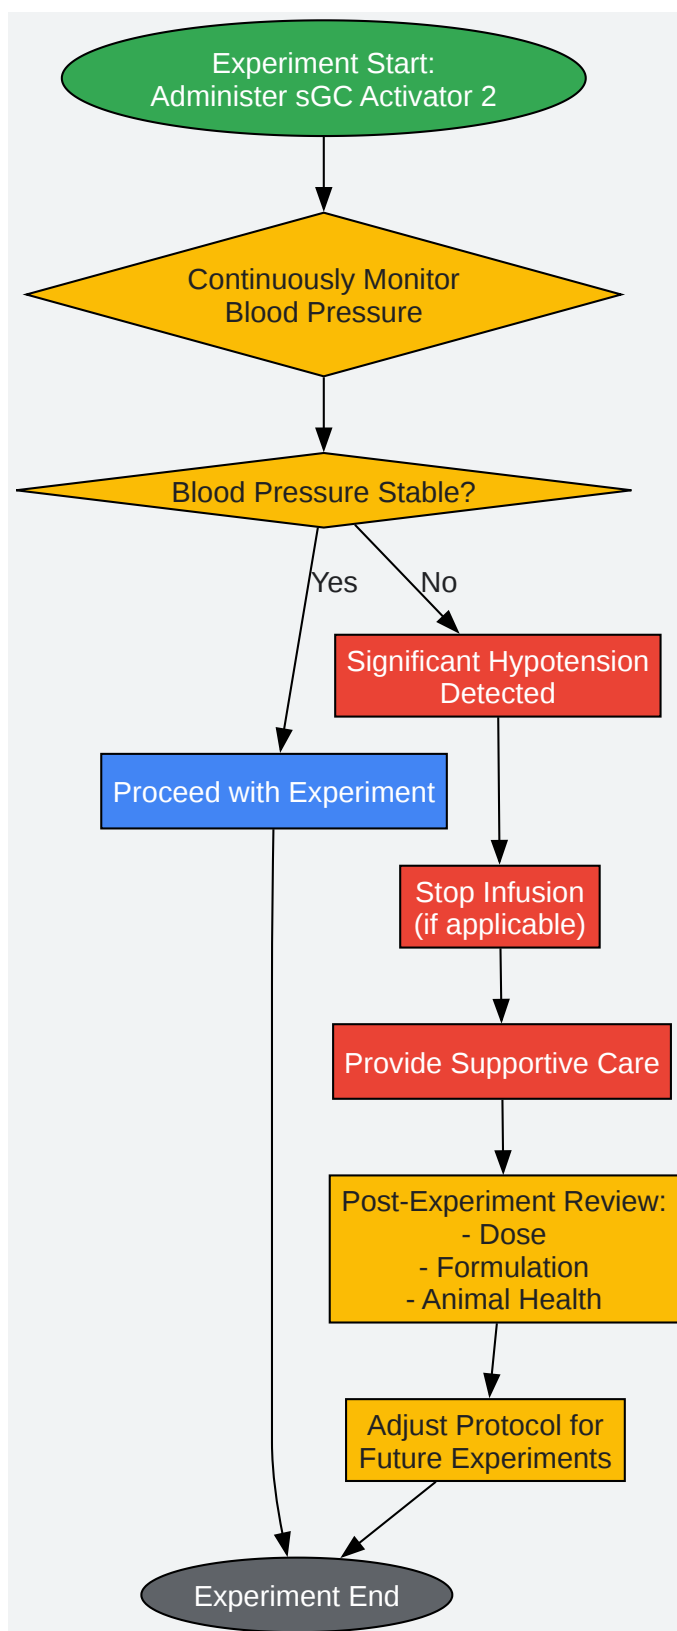 Experiment Start:
Administer sGC Activator 2
Continuously Monitor
Blood Pressure
Blood Pressure Stable?
Yes
No
Significant Hypotension
Detected
Proceed with Experiment
Stop Infusion
(if applicable)
Provide Supportive Care
Post-Experiment Review:
- Dose
- Formulation
- Animal Health
Adjust Protocol for
Future Experiments
Experiment End